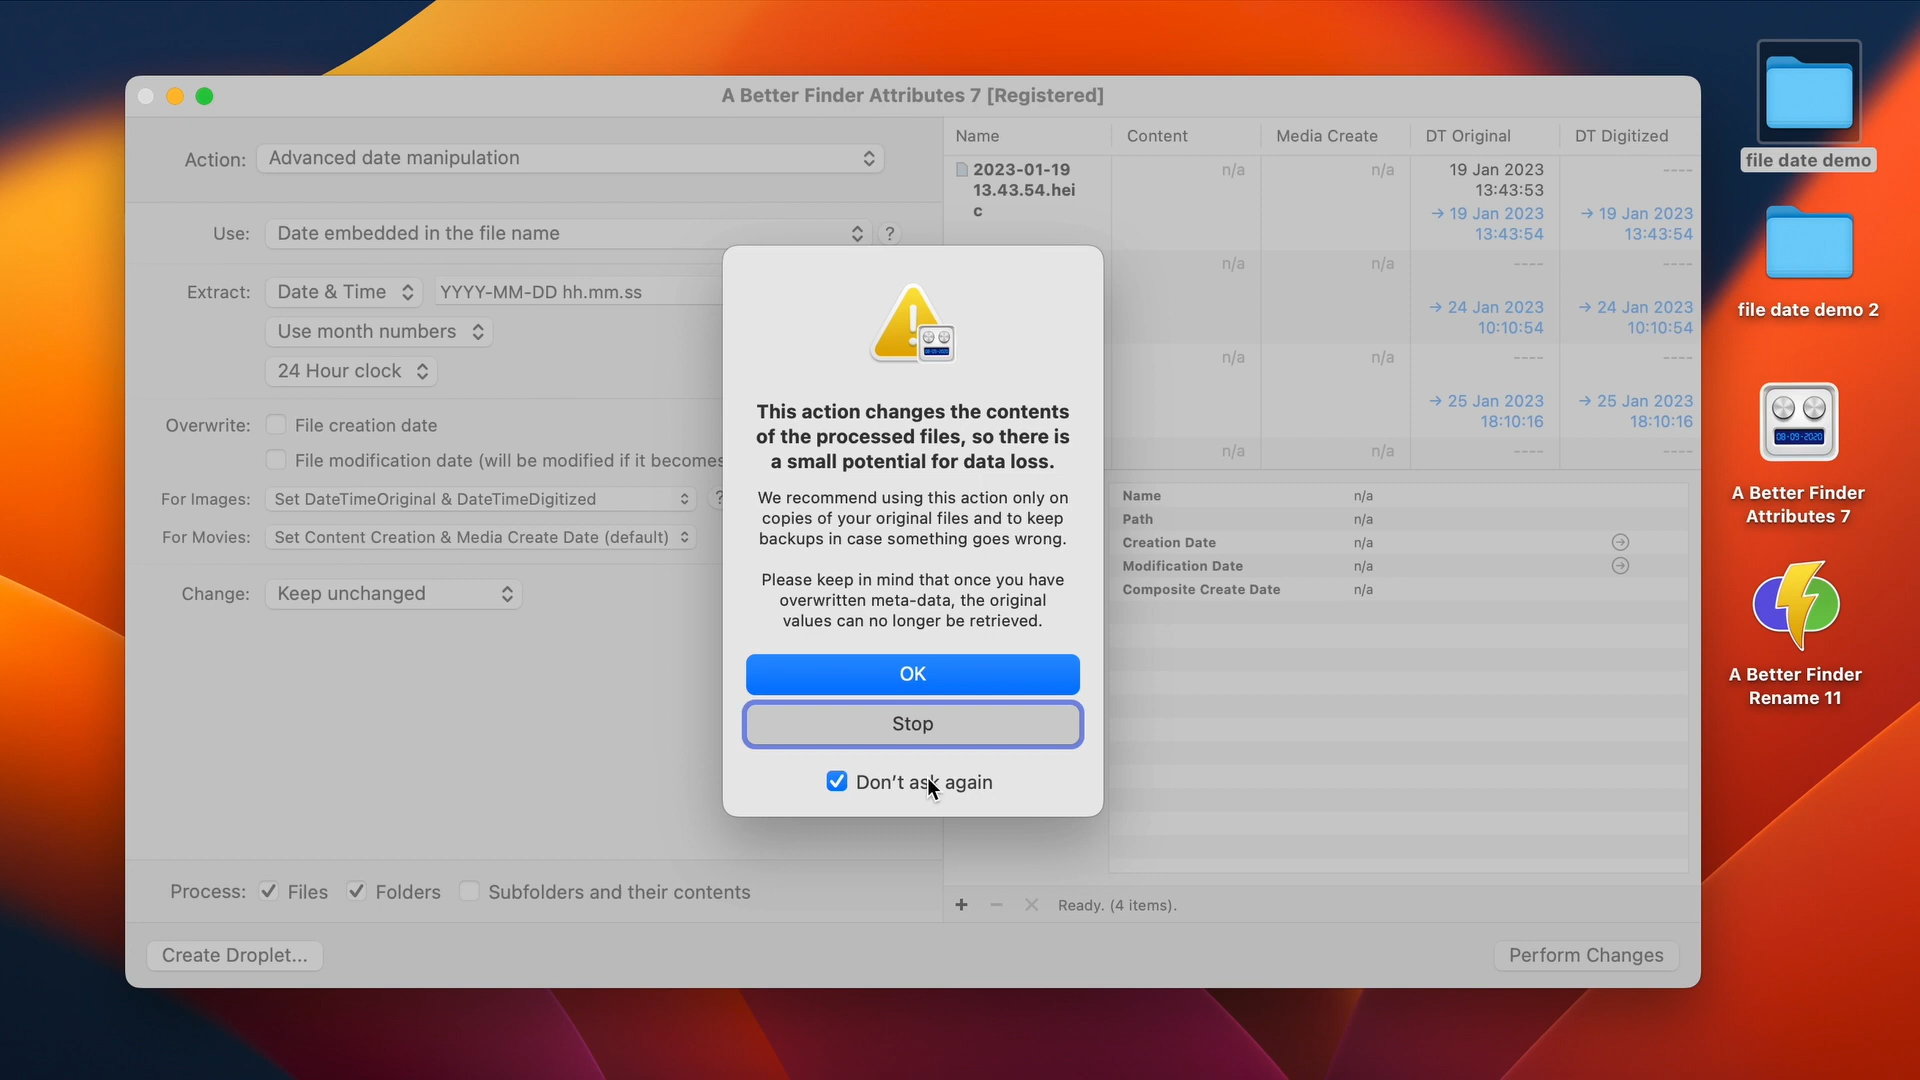 A Better Finder Attributes 7 [Registered]
Action: Advanced date manipulation
Use: Date embedded in the file name ?
Extract: Date & Time YYYY-MM-DD hh.mm.ss
Use month numbers
24 Hour clock
Overwrite: File creation date
File modification date (will be modified if it becomes
For Images: Set DateTimeOriginal & DateTimeDigitized ?
For Movies: Set Content Creation & Media Create Date (default)
Change: Keep unchanged
Process: Files Folders Subfolders and their contents
Create Droplet...
This action changes the contents
of the processed files, so there is
a small potential for data loss.
We recommend using this action only on
copies of your original files and to keep
backups in case something goes wrong.
Please keep in mind that once you have
overwritten meta-data, the original
values can no longer be retrieved.
OK
Stop
Don't ask again
Name Content Media Create DT Original DT Digitized
2023-01-19 n/a n/a 19 Jan 2023 ----
13.43.54.hei 13:43:53
c → 19 Jan 2023 → 19 Jan 2023
13:43:54 13:43:54
n/a n/a ---- ----
→ 24 Jan 2023 → 24 Jan 2023
10:10:54 10:10:54
n/a n/a ---- ----
→ 25 Jan 2023 → 25 Jan 2023
18:10:16 18:10:16
n/a n/a ---- ----
Name n/a
Path n/a
Creation Date n/a
Modification Date n/a
Composite Create Date n/a
+ − × Ready. (4 items).
Perform Changes
file date demo
file date demo 2
08-09-2020
A Better Finder
Attributes 7
A Better Finder
Rename 11